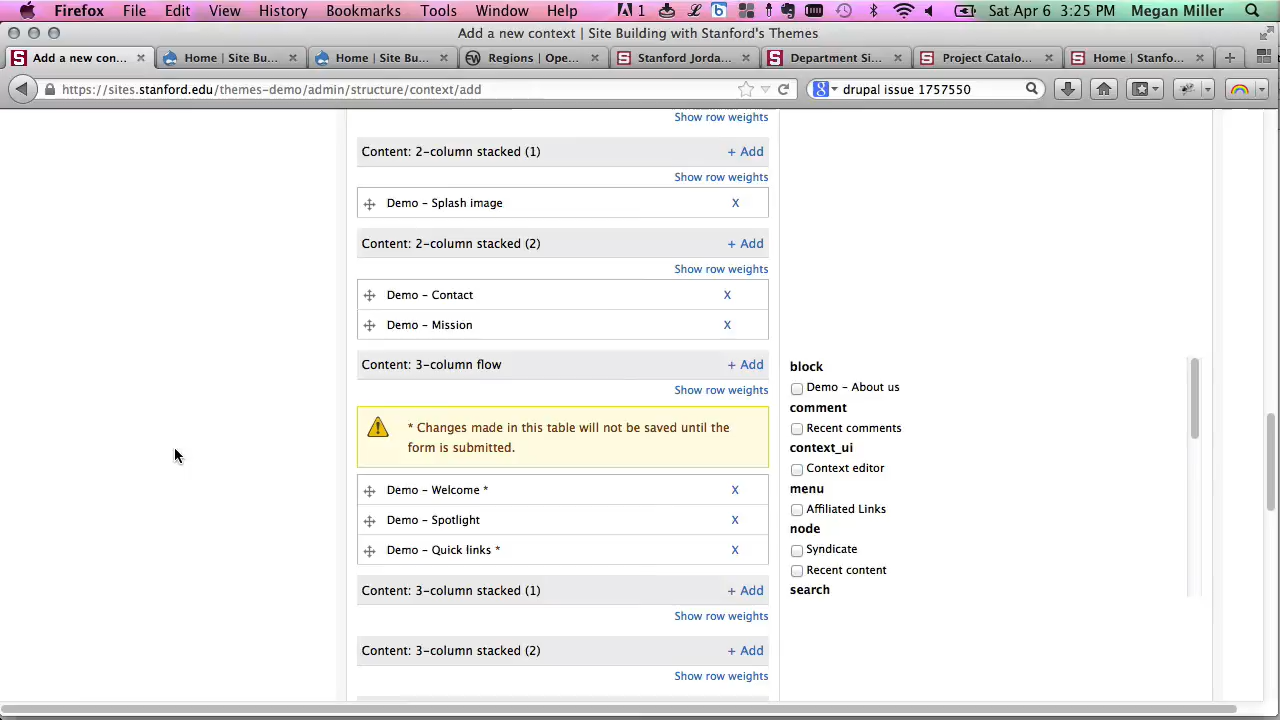 Firefox File Edit View History Bookmarks Tools Window Help 1 Sat Apr 6 3:25 PM Megan Miller
Add a new context | Site Building with Stanford's Themes
Add a new con... Home | Site Bu... Home | Site Bu... Regions | Ope... Stanford Jorda... Department Si... Project Catalo... Home | Stanfo...
https://sites.stanford.edu/themes-demo/admin/structure/context/add drupal issue 1757550
Show row weights
Content: 2-column stacked (1) + Add
Show row weights
Demo - Splash image X
Content: 2-column stacked (2) + Add
Show row weights
Demo - Contact X
Demo - Mission X
Content: 3-column flow + Add
Show row weights
* Changes made in this table will not be saved until the
form is submitted.
Demo - Welcome * X
Demo - Spotlight X
Demo - Quick links * X
Content: 3-column stacked (1) + Add
Show row weights
Content: 3-column stacked (2) + Add
Show row weights
block
Demo - About us
comment
Recent comments
context_ui
Context editor
menu
Affiliated Links
node
Syndicate
Recent content
search